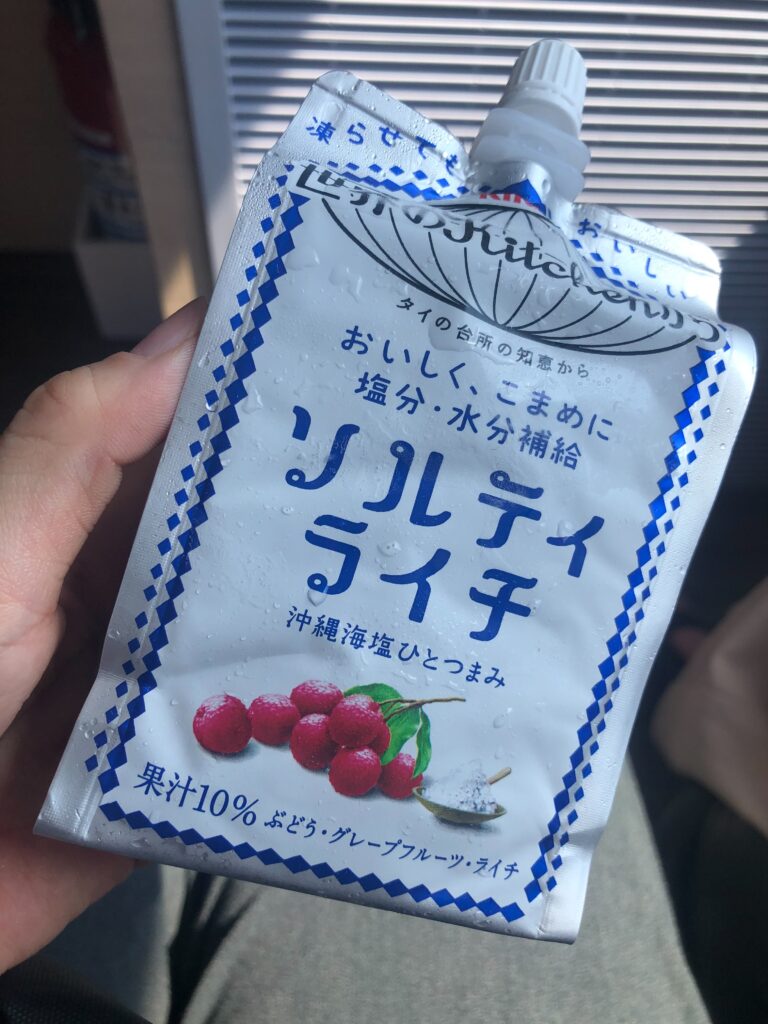 凍らせても
おいしい
世界のKitchenから
タイの台所の知恵から
おいしく、こまめに
塩分・水分補給
ソルティ
ライチ
沖縄海塩ひとつまみ
果汁10% ぶどう・グレープフルーツ・ライチ